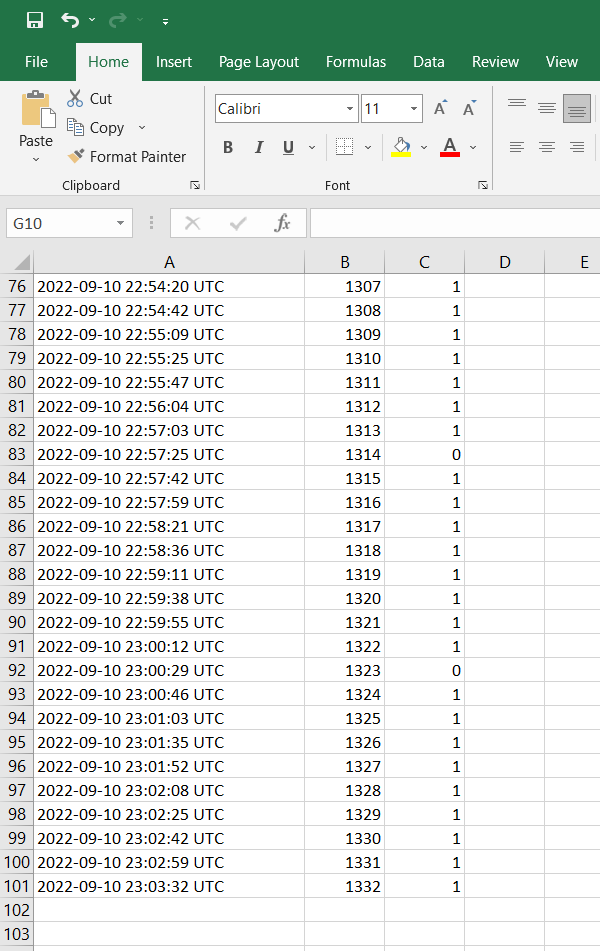 File Home Insert Page Layout Formulas Data Review View
Paste
Cut
Copy
Format Painter
Clipboard
Calibri 11 A A
B I U A
Font
G10 fx
A B C D E
76 2022-09-10 22:54:20 UTC 1307 1
77 2022-09-10 22:54:42 UTC 1308 1
78 2022-09-10 22:55:09 UTC 1309 1
79 2022-09-10 22:55:25 UTC 1310 1
80 2022-09-10 22:55:47 UTC 1311 1
81 2022-09-10 22:56:04 UTC 1312 1
82 2022-09-10 22:57:03 UTC 1313 1
83 2022-09-10 22:57:25 UTC 1314 0
84 2022-09-10 22:57:42 UTC 1315 1
85 2022-09-10 22:57:59 UTC 1316 1
86 2022-09-10 22:58:21 UTC 1317 1
87 2022-09-10 22:58:36 UTC 1318 1
88 2022-09-10 22:59:11 UTC 1319 1
89 2022-09-10 22:59:38 UTC 1320 1
90 2022-09-10 22:59:55 UTC 1321 1
91 2022-09-10 23:00:12 UTC 1322 1
92 2022-09-10 23:00:29 UTC 1323 0
93 2022-09-10 23:00:46 UTC 1324 1
94 2022-09-10 23:01:03 UTC 1325 1
95 2022-09-10 23:01:35 UTC 1326 1
96 2022-09-10 23:01:52 UTC 1327 1
97 2022-09-10 23:02:08 UTC 1328 1
98 2022-09-10 23:02:25 UTC 1329 1
99 2022-09-10 23:02:42 UTC 1330 1
100 2022-09-10 23:02:59 UTC 1331 1
101 2022-09-10 23:03:32 UTC 1332 1
102
103